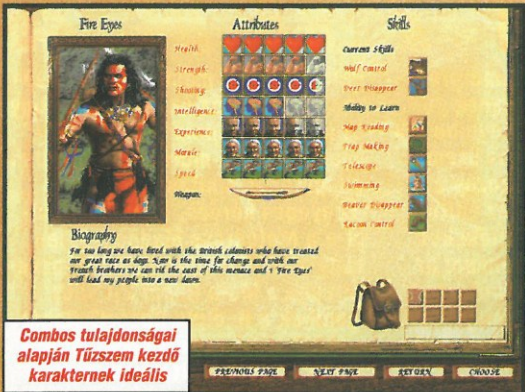 Fire Eyes
Attributes
Skills
Health:
Strength:
Shooting:
Intelligence:
Experience:
Morale:
Speed
Weapon:
Current Skills
Wolf Control
Deer Disappear
Ability to Learn
Map Reading
Trap Making
Telescope
Swimming
Beaver Disappear
Racoon Control
Biography
For too long we have lived with the British colonists who have treated
our great race as dogs. Now is the time for change and with our
French brothers we can rid the east of this menace and I 'Fire Eyes'
will lead my people into a new dawn.
Combos tulajdonságai
alapján Tűzszem kezdő
karakternek ideális
PREVIOUS PAGE
NEXT PAGE
RETURN
CHOOSE